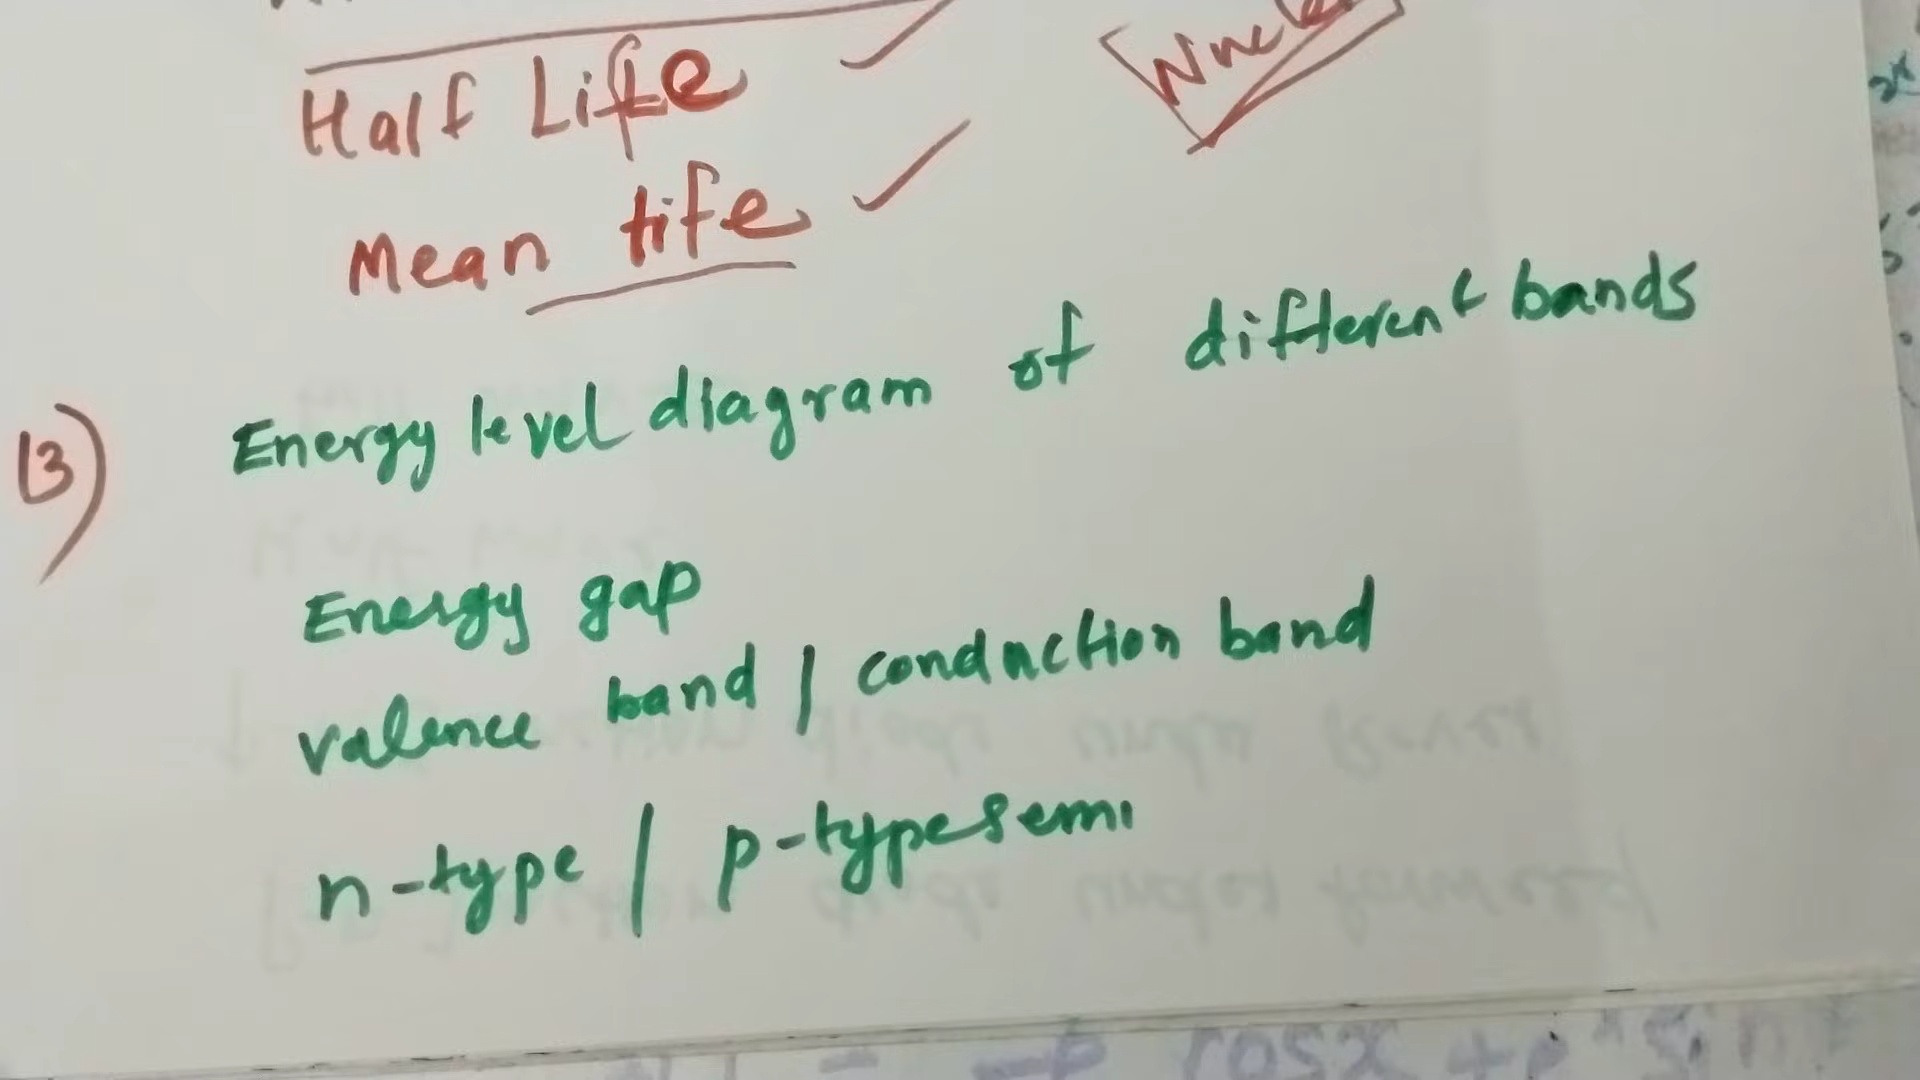 Half Life
Mean life
13) Energy level diagram of different bands
Energy gap
valence band / conduction band
n-type / p-type semi